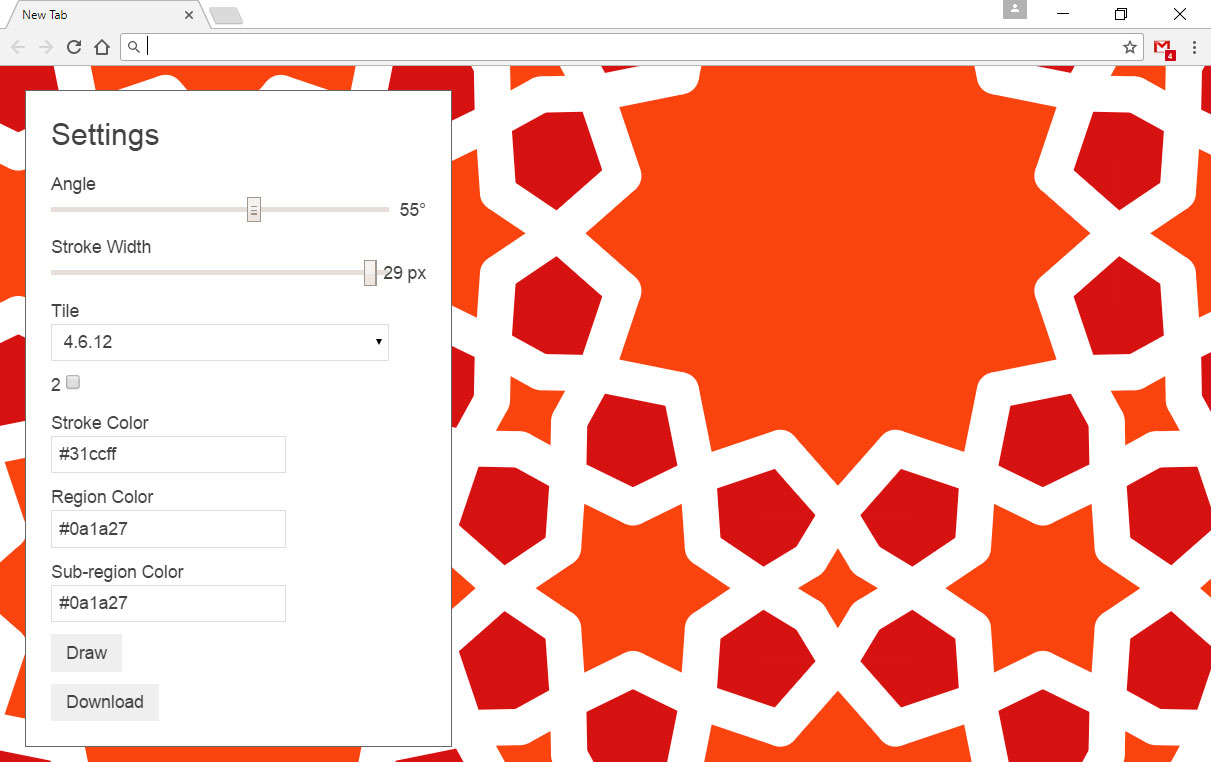 New Tab
4
Settings
Angle
55°
Stroke Width
29 px
Tile
4.6.12
2
Stroke Color
#31ccff
Region Color
#0a1a27
Sub-region Color
#0a1a27
Draw
Download